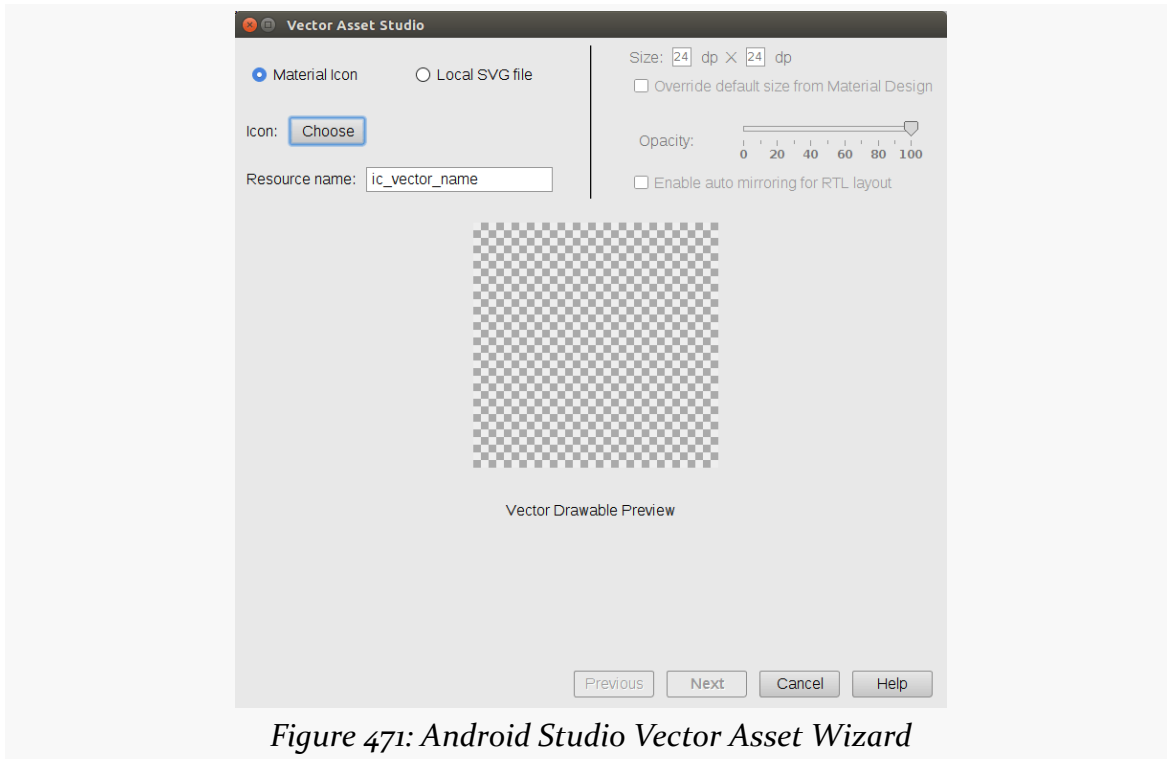 Vector Asset Studio
Material Icon
Local SVG file
Icon: Choose
Resource name: ic_vector_name
Size: 24 dp X 24 dp
Override default size from Material Design
Opacity:
0 20 40 60 80 100
Enable auto mirroring for RTL layout
Vector Drawable Preview
Previous Next Cancel Help
Figure 471: Android Studio Vector Asset Wizard